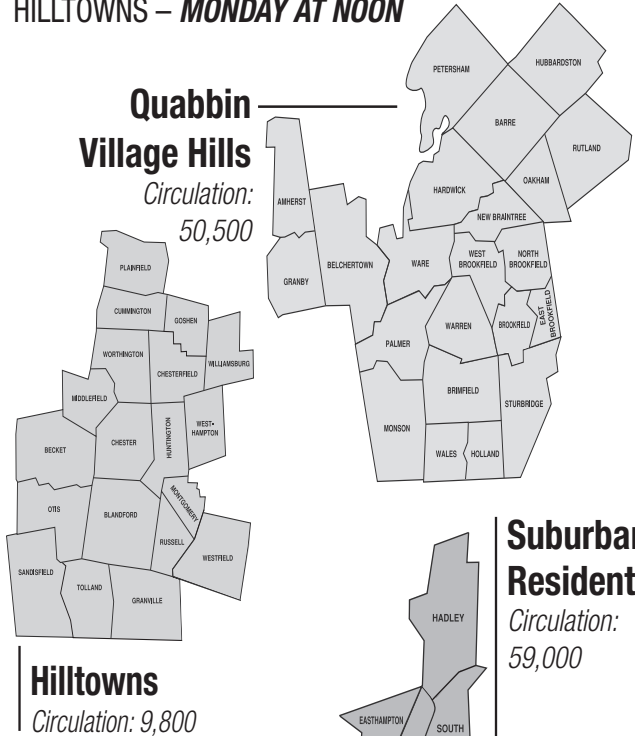 HILLTOWNS – MONDAY AT NOON
Quabbin
Village Hills
Circulation:
50,500
PETERSHAM
HUBBARDSTON
BARRE
RUTLAND
HARDWICK
OAKHAM
NEW BRAINTREE
AMHERST
GRANBY
BELCHERTOWN
WARE
WEST
BROOKFIELD
NORTH
BROOKFIELD
PALMER
WARREN
BROOKFIELD
EAST
BROOKFIELD
MONSON
BRIMFIELD
STURBRIDGE
WALES
HOLLAND
PLAINFIELD
CUMMINGTON
GOSHEN
WORTHINGTON
CHESTERFIELD
WILLIAMSBURG
MIDDLEFIELD
BECKET
CHESTER
HUNTINGTON
WEST-
HAMPTON
OTIS
BLANDFORD
MONTGOMERY
RUSSELL
WESTFIELD
SANDISFIELD
TOLLAND
GRANVILLE
Hilltowns
Circulation: 9,800
Suburba
Resident
Circulation:
59,000
HADLEY
EASTHAMPTON
SOUTH